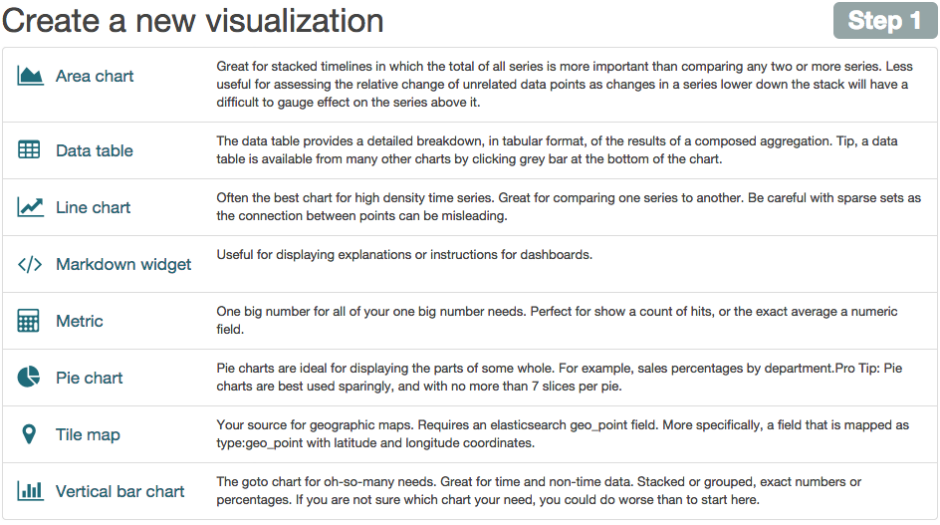 Create a new visualization
Step 1
Area chart
Great for stacked timelines in which the total of all series is more important than comparing any two or more series. Less
useful for assessing the relative change of unrelated data points as changes in a series lower down the stack will have a
difficult to gauge effect on the series above it.
Data table
The data table provides a detailed breakdown, in tabular format, of the results of a composed aggregation. Tip, a data
table is available from many other charts by clicking grey bar at the bottom of the chart.
Line chart
Often the best chart for high density time series. Great for comparing one series to another. Be careful with sparse sets as
the connection between points can be misleading.
Markdown widget
Useful for displaying explanations or instructions for dashboards.
Metric
One big number for all of your one big number needs. Perfect for show a count of hits, or the exact average a numeric
field.
Pie chart
Pie charts are ideal for displaying the parts of some whole. For example, sales percentages by department.Pro Tip: Pie
charts are best used sparingly, and with no more than 7 slices per pie.
Tile map
Your source for geographic maps. Requires an elasticsearch geo_point field. More specifically, a field that is mapped as
type:geo_point with latitude and longitude coordinates.
Vertical bar chart
The goto chart for oh-so-many needs. Great for time and non-time data. Stacked or grouped, exact numbers or
percentages. If you are not sure which chart your need, you could do worse than to start here.